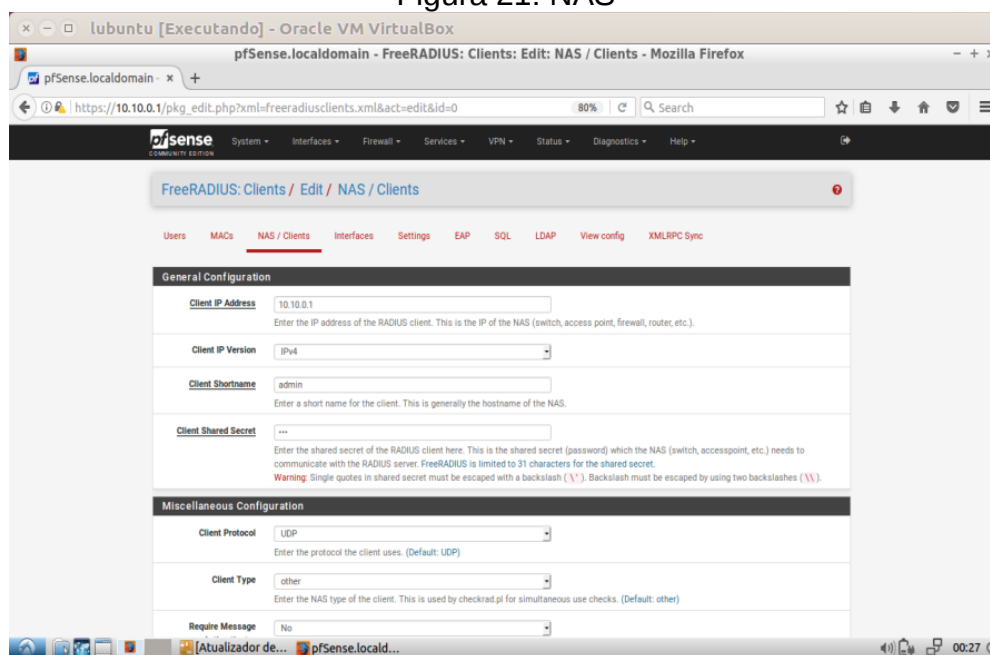 Figura 21: NAS
lubuntu [Executando] - Oracle VM VirtualBox
pfSense.localdomain - FreeRADIUS: Clients: Edit: NAS / Clients - Mozilla Firefox
pfSense.localdomain -
https://10.10.0.1/pkg_edit.php?xml=freeradiusclients.xml&act=edit&id=0 80% Search
pfsense System Interfaces Firewall Services VPN Status Diagnostics Help
COMMUNITY EDITION
FreeRADIUS: Clients / Edit / NAS / Clients
Users MACs NAS / Clients Interfaces Settings EAP SQL LDAP View config XMLRPC Sync
General Configuration
Client IP Address 10.10.0.1
Enter the IP address of the RADIUS client. This is the IP of the NAS (switch, access point, firewall, router, etc.).
Client IP Version IPv4
Client Shortname admin
Enter a short name for the client. This is generally the hostname of the NAS.
Client Shared Secret •••
Enter the shared secret of the RADIUS client here. This is the shared secret (password) which the NAS (switch, accesspoint, etc.) needs to
communicate with the RADIUS server. FreeRADIUS is limited to 31 characters for the shared secret.
Warning: Single quotes in shared secret must be escaped with a backslash ( \' ). Backslash must be escaped by using two backslashes ( \\ ).
Miscellaneous Configuration
Client Protocol UDP
Enter the protocol the client uses. (Default: UDP)
Client Type other
Enter the NAS type of the client. This is used by checkrad.pl for simultaneous use checks. (Default: other)
Require Message No
[Atualizador de... pfSense.locald... 00:27